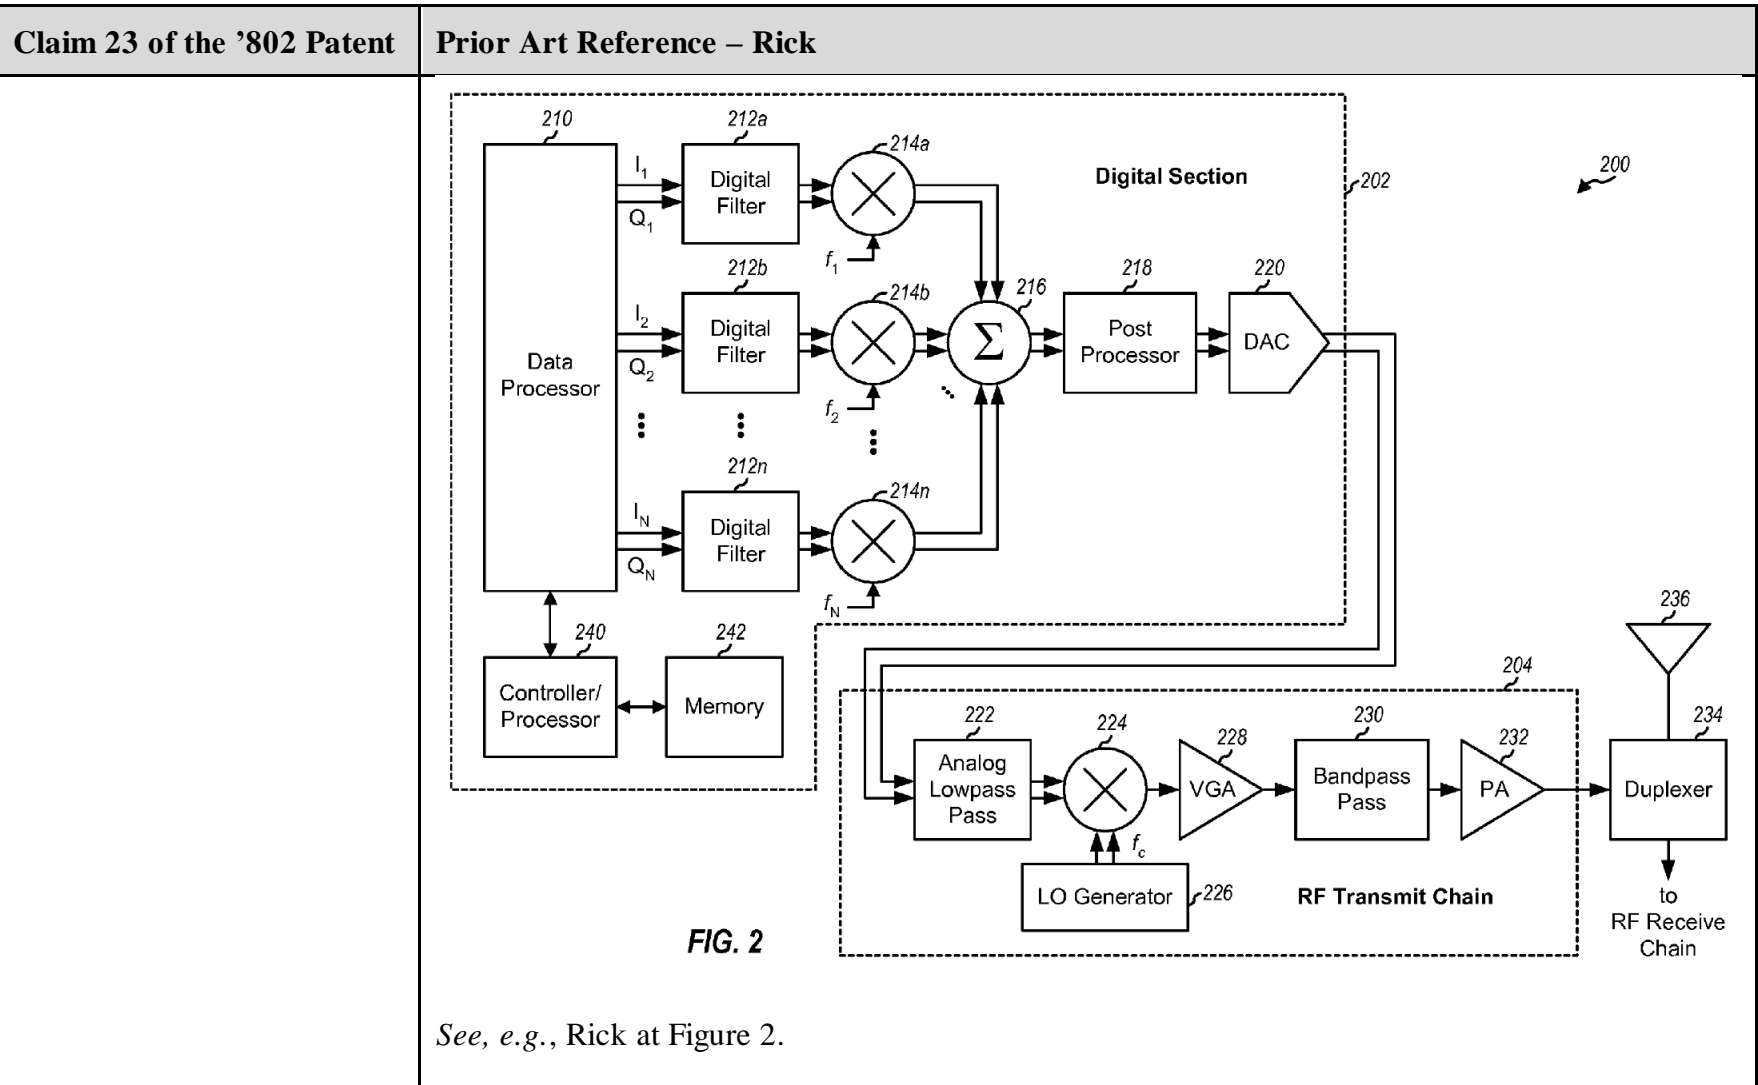 Claim 23 of the ’802 Patent
Prior Art Reference – Rick
210
212a
214a
I1
Q1
Digital
Filter
f1
Digital Section
202
200
212b
214b
216
218
220
I2
Q2
Digital
Filter
f2
Σ
Post
Processor
DAC
Data
Processor
212n
214n
IN
QN
Digital
Filter
fN
240
242
Controller/
Processor
Memory
236
204
222
224
228
230
232
234
Analog
Lowpass
Pass
VGA
Bandpass
Pass
PA
Duplexer
fc
LO Generator
226
RF Transmit Chain
to
RF Receive
Chain
FIG. 2
See, e.g., Rick at Figure 2.